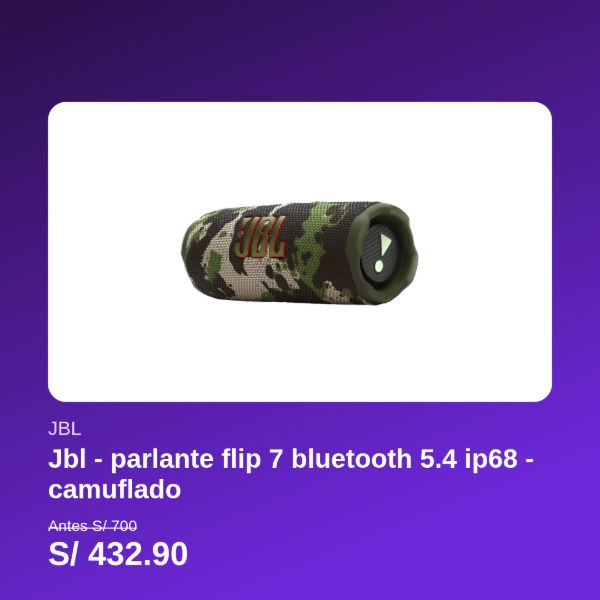 JBL
JBL
Jbl - parlante flip 7 bluetooth 5.4 ip68 -
camuflado
Antes S/ 700
S/ 432.90